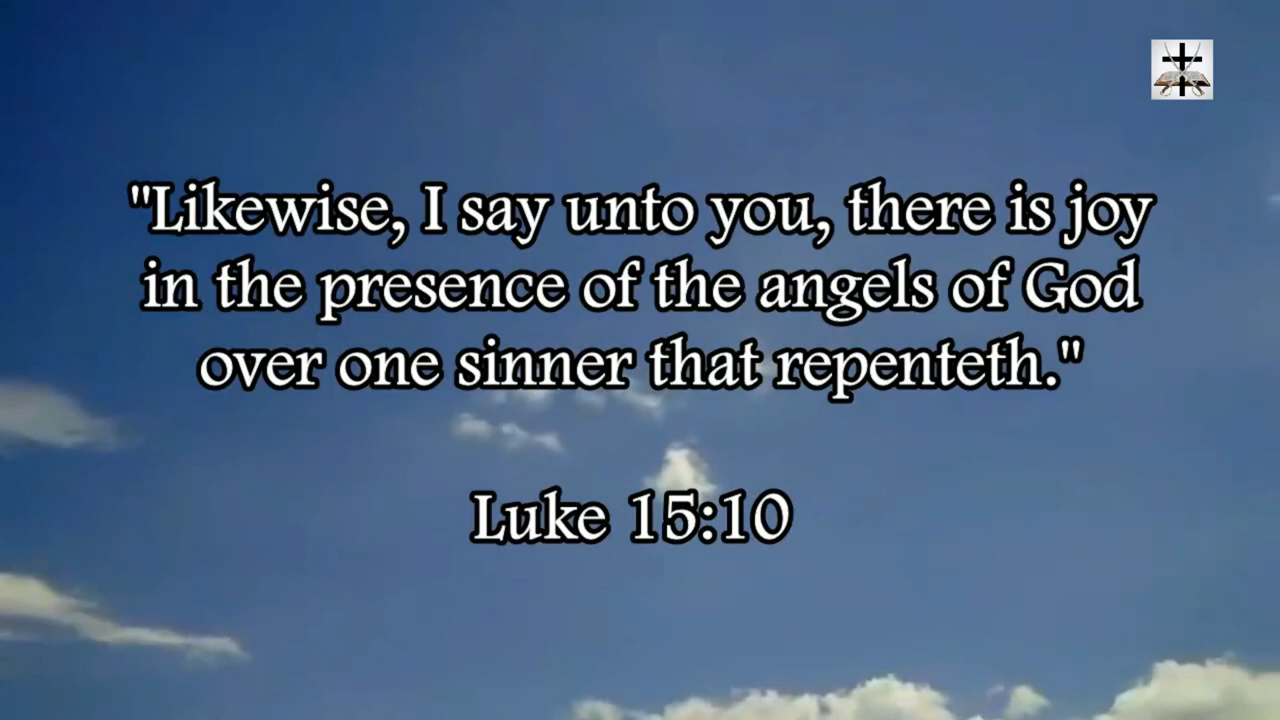 "Likewise, I say unto you, there is joy
in the presence of the angels of God
over one sinner that repenteth."
Luke 15:10